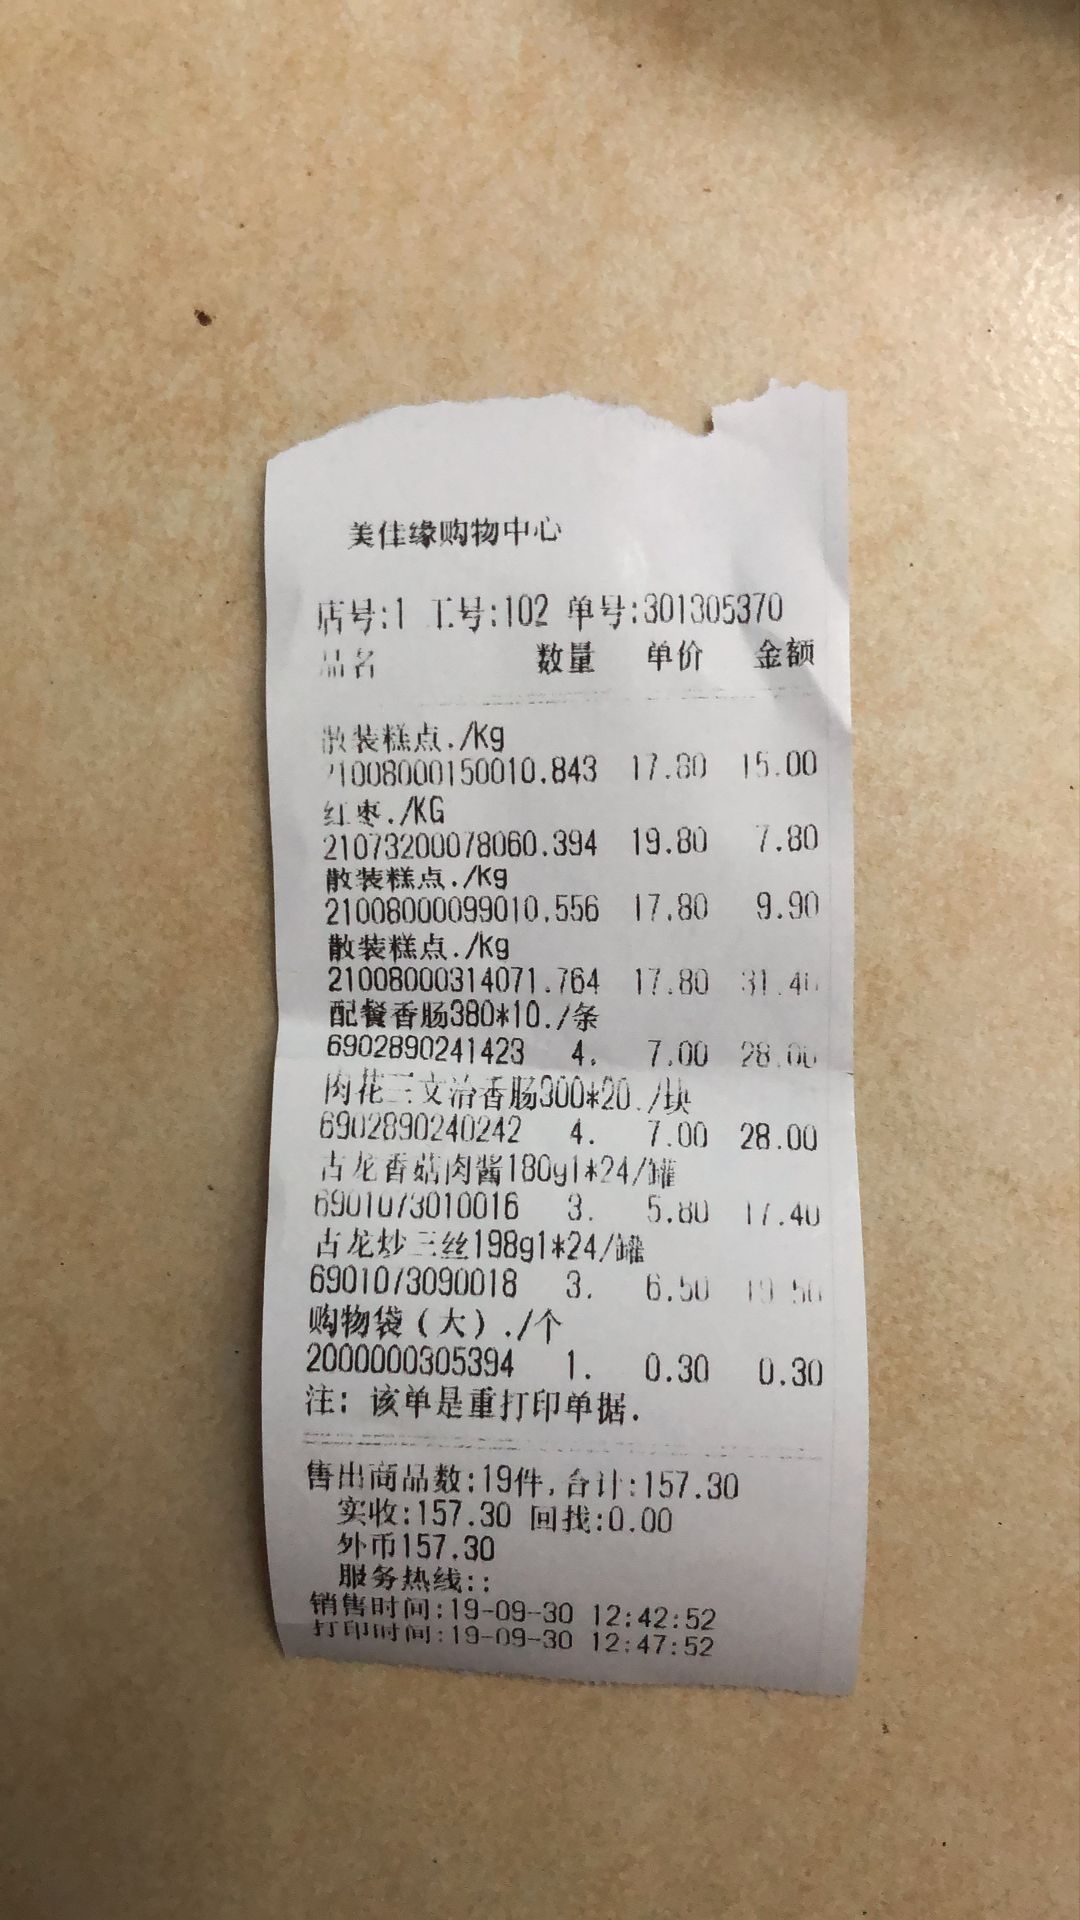 美佳缘购物中心
店号:1 工号:102 单号:301305370
品名 数量 单价 金额
散装糕点./Kg
21008000150010.843 17.80 15.00
红枣./KG
21073200078060.394 19.80 7.80
散装糕点./Kg
21008000099010.556 17.80 9.90
散装糕点./Kg
21008000314071.764 17.80 31.40
配餐香肠380*10./条
6902890241423 4. 7.00 28.00
肉花三文治香肠300*20./块
6902890240242 4. 7.00 28.00
古龙香菇肉酱180g1*24/罐
6901073010016 3. 5.80 17.40
古龙炒三丝198g1*24/罐
6901073090018 3. 6.50 19.50
购物袋(大)./个
2000000305394 1. 0.30 0.30
注: 该单是重打印单据.
售出商品数:19件,合计:157.30
实收:157.30 回找:0.00
外币157.30
服务热线::
销售时间:19-09-30 12:42:52
打印时间:19-09-30 12:47:52